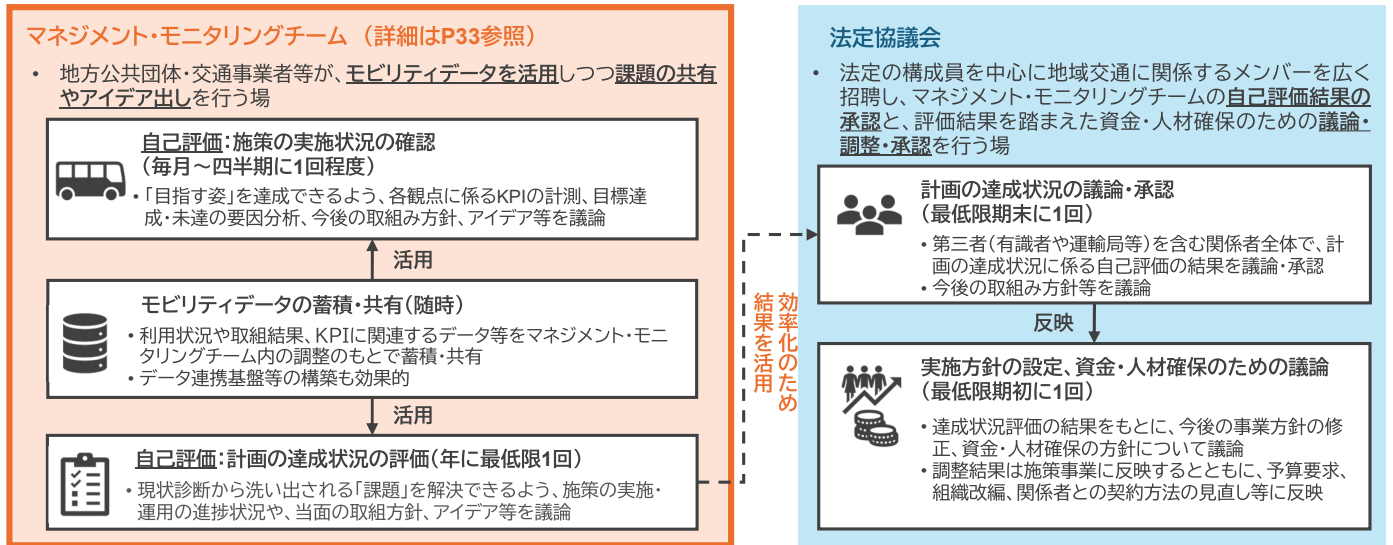 マネジメント・モニタリングチーム （詳細はP33参照）
• 地方公共団体・交通事業者等が、モビリティデータを活用しつつ課題の共有
やアイデア出しを行う場
自己評価：施策の実施状況の確認
（毎月～四半期に1回程度）
・「目指す姿」を達成できるよう、各観点に係るKPIの計測、目標達
成・未達の要因分析、今後の取組み方針、アイデア等を議論
活用
モビリティデータの蓄積・共有（随時）
・利用状況や取組結果、KPIに関連するデータ等をマネジメント・モニ
タリングチーム内の調整のもとで蓄積・共有
・データ連携基盤等の構築も効果的
活用
自己評価：計画の達成状況の評価（年に最低限1回）
・現状診断から洗い出される「課題」を解決できるよう、施策の実施・
運用の進捗状況や、当面の取組方針、アイデア等を議論
効率化のため
結果を活用
法定協議会
• 法定の構成員を中心に地域交通に関係するメンバーを広く
招聘し、マネジメント・モニタリングチームの自己評価結果の
承認と、評価結果を踏まえた資金・人材確保のための議論・
調整・承認を行う場
計画の達成状況の議論・承認
（最低限期末に1回）
・第三者（有識者や運輸局等）を含む関係者全体で、計
画の達成状況に係る自己評価の結果を議論・承認
・今後の取組み方針等を議論
反映
実施方針の設定、資金・人材確保のための議論
（最低限期初に1回）
・達成状況評価の結果をもとに、今後の事業方針の修
正、資金・人材確保の方針について議論
・調整結果は施策事業に反映するとともに、予算要求、
組織改編、関係者との契約方法の見直し等に反映